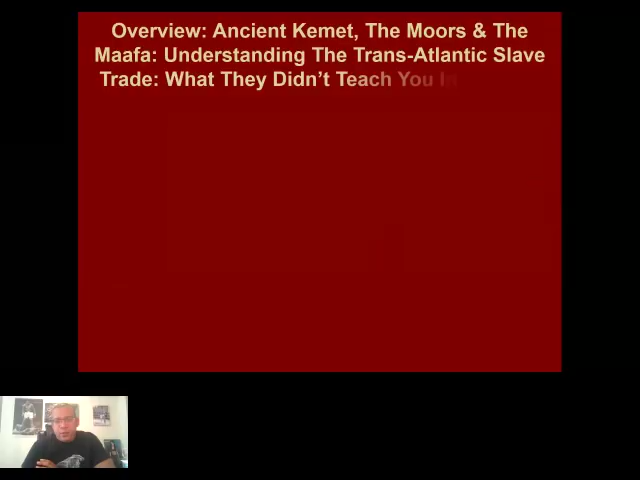 Overview: Ancient Kemet, The Moors & The
Maafa: Understanding The Trans-Atlantic Slave
Trade: What They Didn’t Teach You